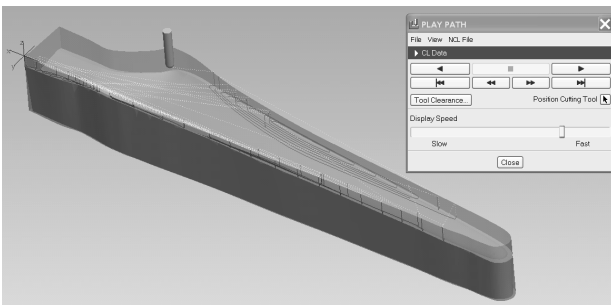 PLAY PATH
File View NCL File
CL Data
Tool Clearance...
Position Cutting Tool
Display Speed
Slow
Fast
Close